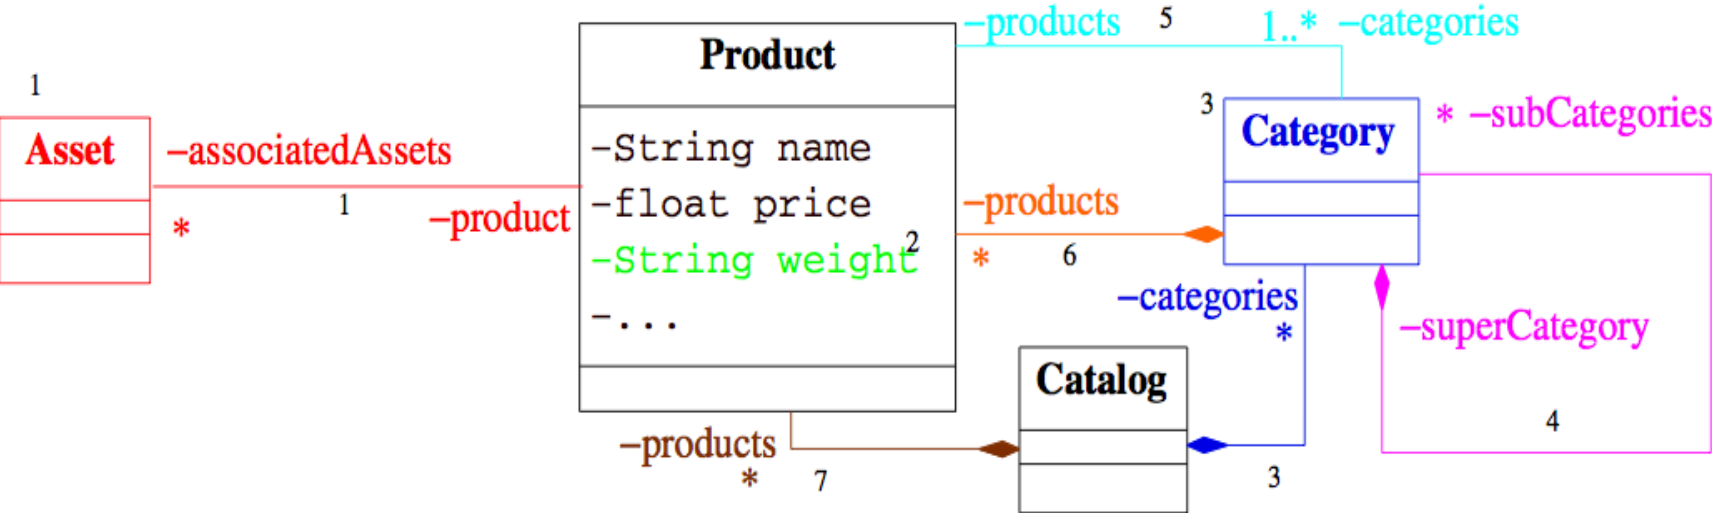 1
Asset
–associatedAssets
1
*
–product
Product
–String name
–float price
–String weight
2
–...
–products
5
1..*
–categories
3
Category
* –subCategories
–products
*
6
–categories
*
–superCategory
4
Catalog
3
–products
*
7